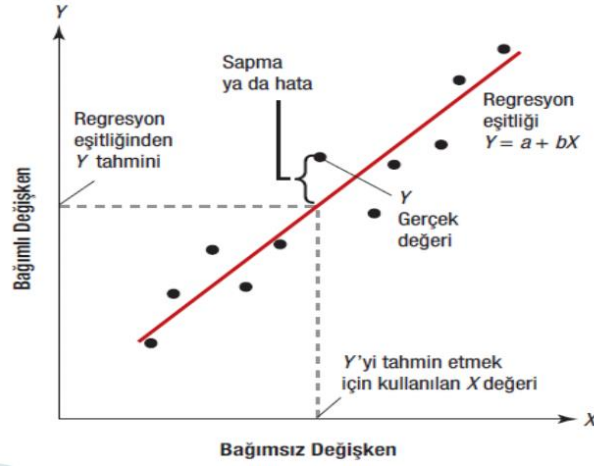 Y
Sapma
ya da hata
Regresyon
eşitliğinden
Y tahmini
Regresyon
eşitliği
Y = a + bX
Y
Gerçek
değeri
Bağımlı Değişken
Y'yi tahmin etmek
için kullanılan X değeri
X
Bağımsız Değişken